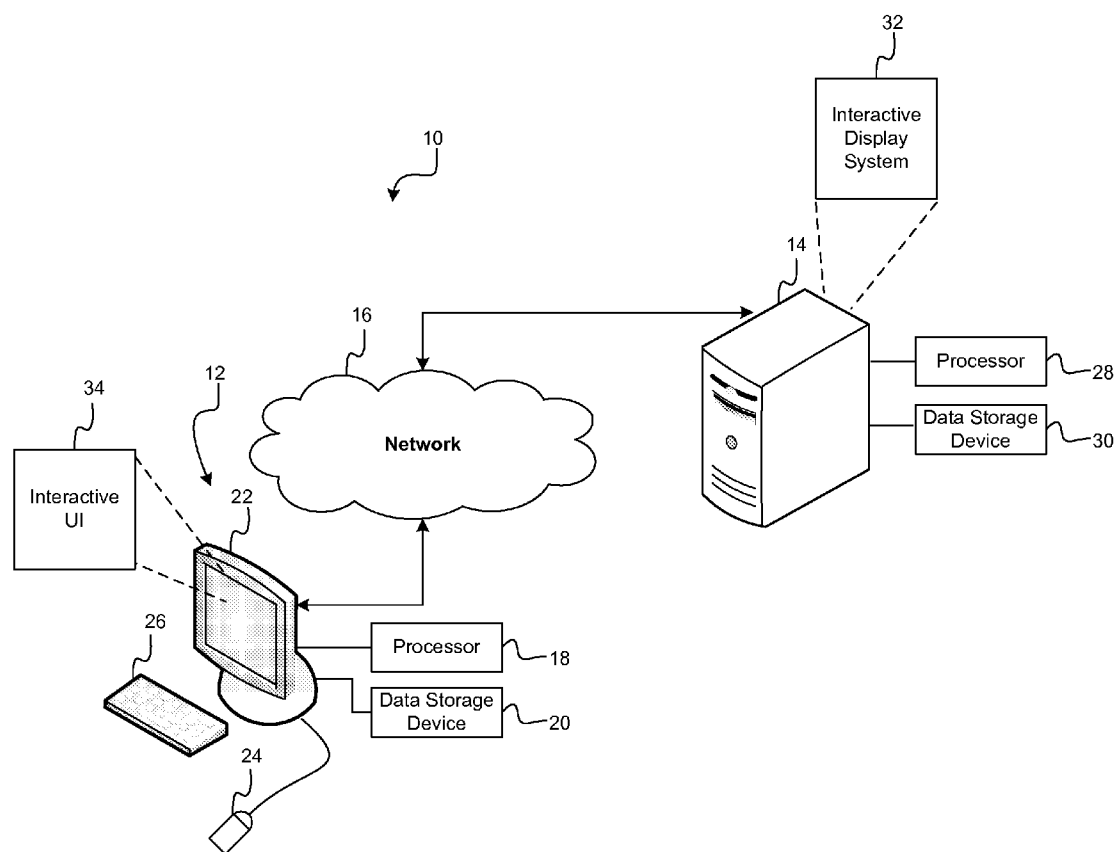 32
Interactive
Display
System
10
14
16
Processor
28
12
34
Network
Data Storage
Device
30
Interactive
UI
22
26
Processor
18
Data Storage
Device
20
24